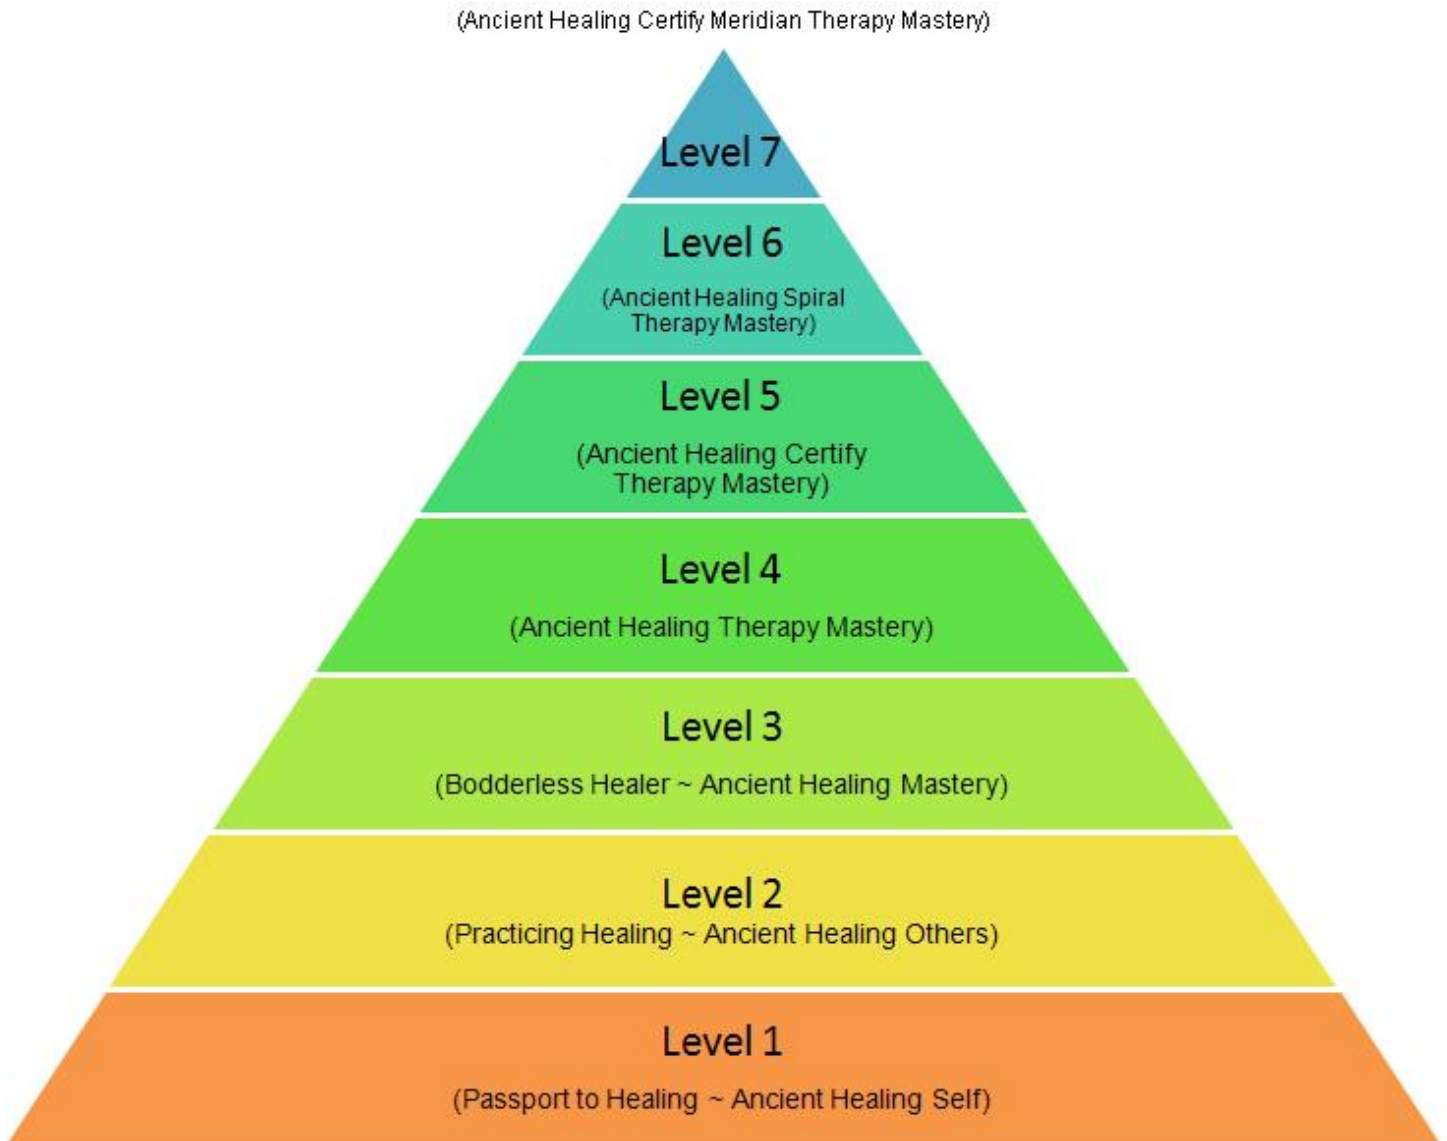 (Ancient Healing Certify Meridian Therapy Mastery)
Level 7
Level 6
(Ancient Healing Spiral
Therapy Mastery)
Level 5
(Ancient Healing Certify
Therapy Mastery)
Level 4
(Ancient Healing Therapy Mastery)
Level 3
(Bodderless Healer ~ Ancient Healing Mastery)
Level 2
(Practicing Healing ~ Ancient Healing Others)
Level 1
(Passport to Healing ~ Ancient Healing Self)